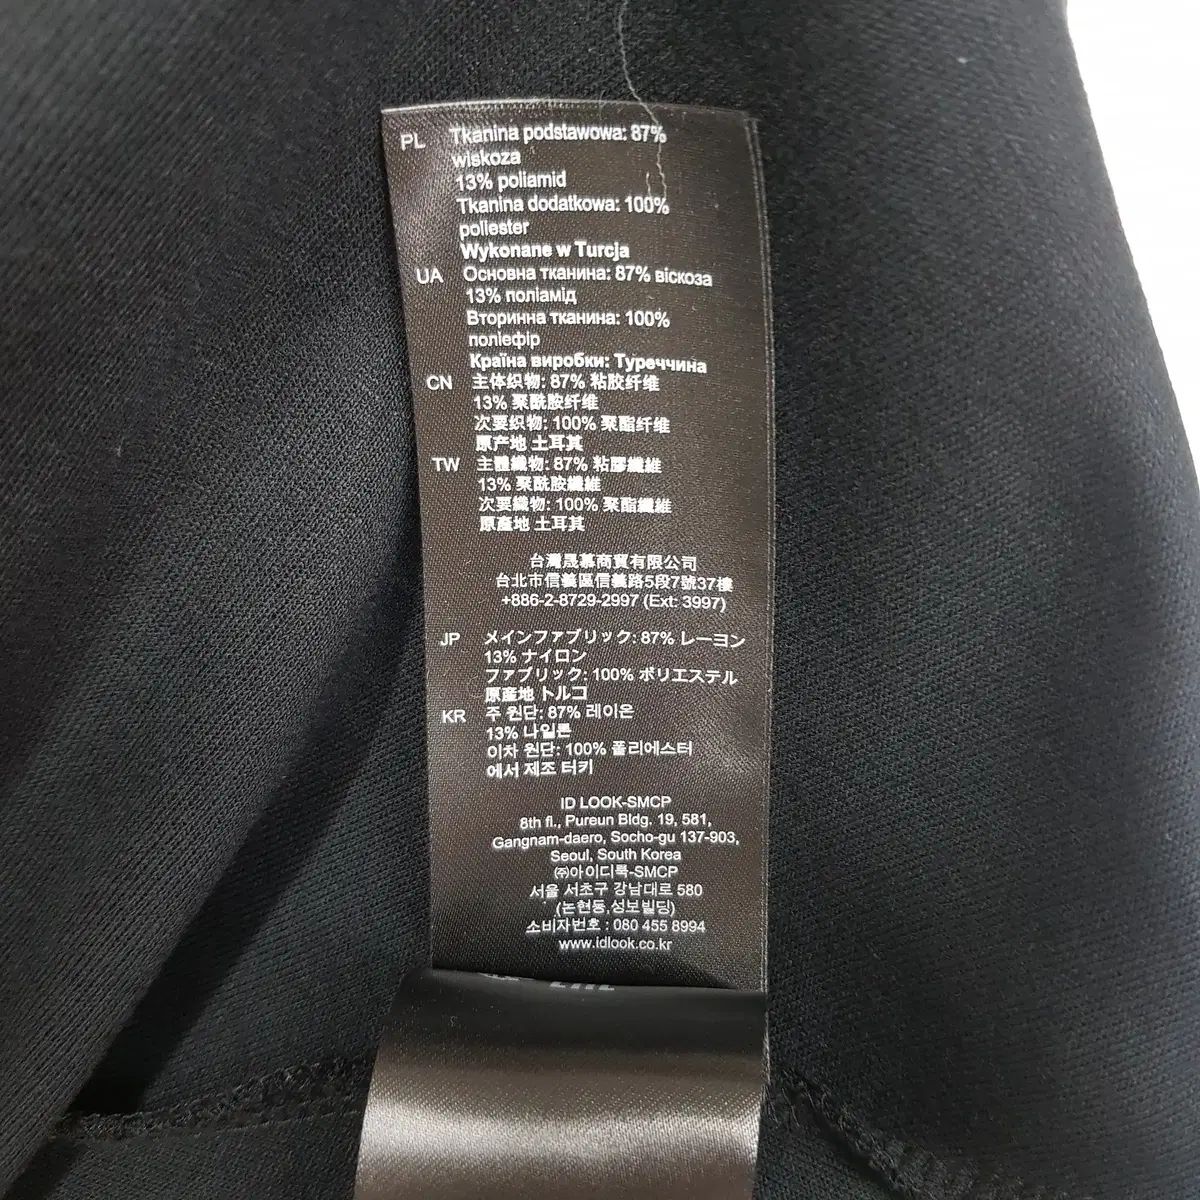 PL Tkanina podstawowa: 87%
wiskoza
13% poliamid
Tkanina dodatkowa: 100%
poliester
Wykonane w Turcja
UA Основна тканина: 87% віскоза
13% поліамід
Вторинна тканина: 100%
поліефір
Країна виробки: Туреччина
CN 主体织物: 87% 粘胶纤维
13% 聚酰胺纤维
次要织物: 100% 聚酯纤维
原产地 土耳其
TW 主體織物: 87% 粘膠纖維
13% 聚酰胺纖維
次要織物: 100% 聚酯纖維
原產地 土耳其
台灣晟慕商貿有限公司
台北市信義區信義路5段7號37樓
+886-2-8729-2997 (Ext: 3997)
JP メインファブリック: 87% レーヨン
13% ナイロン
ファブリック: 100% ポリエステル
原産地 トルコ
KR 주 원단: 87% 레이온
13% 나일론
이차 원단: 100% 폴리에스터
에서 제조 터키
ID LOOK-SMCP
8th fl., Pureun Bldg. 19, 581,
Gangnam-daero, Socho-gu 137-903,
Seoul, South Korea
㈜아이디룩-SMCP
서울 서초구 강남대로 580
(논현동,성보빌딩)
소비자번호 : 080 455 8994
www.idlook.co.kr